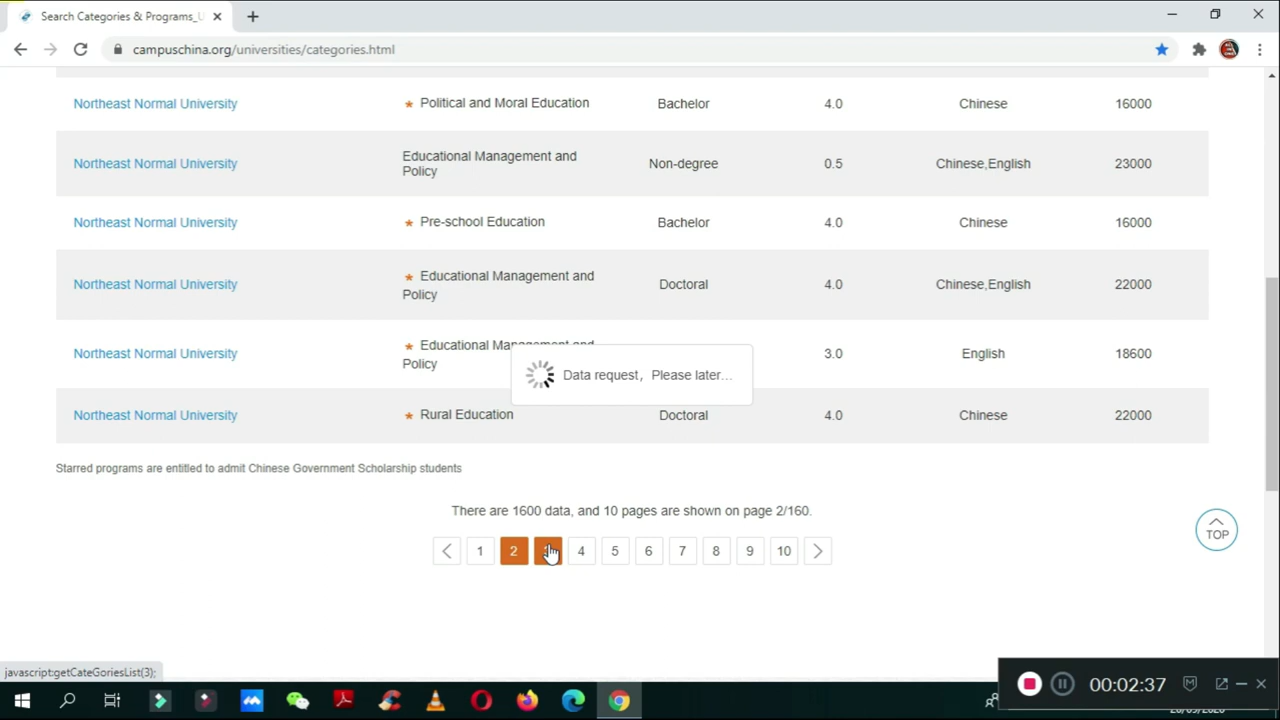 Search Categories & Programs_U
campuschina.org/universities/categories.html
Northeast Normal University Political and Moral Education Bachelor 4.0 Chinese 16000
Northeast Normal University Educational Management and Policy Non-degree 0.5 Chinese,English 23000
Northeast Normal University Pre-school Education Bachelor 4.0 Chinese 16000
Northeast Normal University Educational Management and Policy Doctoral 4.0 Chinese,English 22000
Northeast Normal University Educational Management and Policy 3.0 English 18600
Data request，Please later...
Northeast Normal University Rural Education Doctoral 4.0 Chinese 22000
Starred programs are entitled to admit Chinese Government Scholarship students
There are 1600 data, and 10 pages are shown on page 2/160.
1 2 4 5 6 7 8 9 10
TOP
javascript:getCateGoriesList(3);
00:02:37